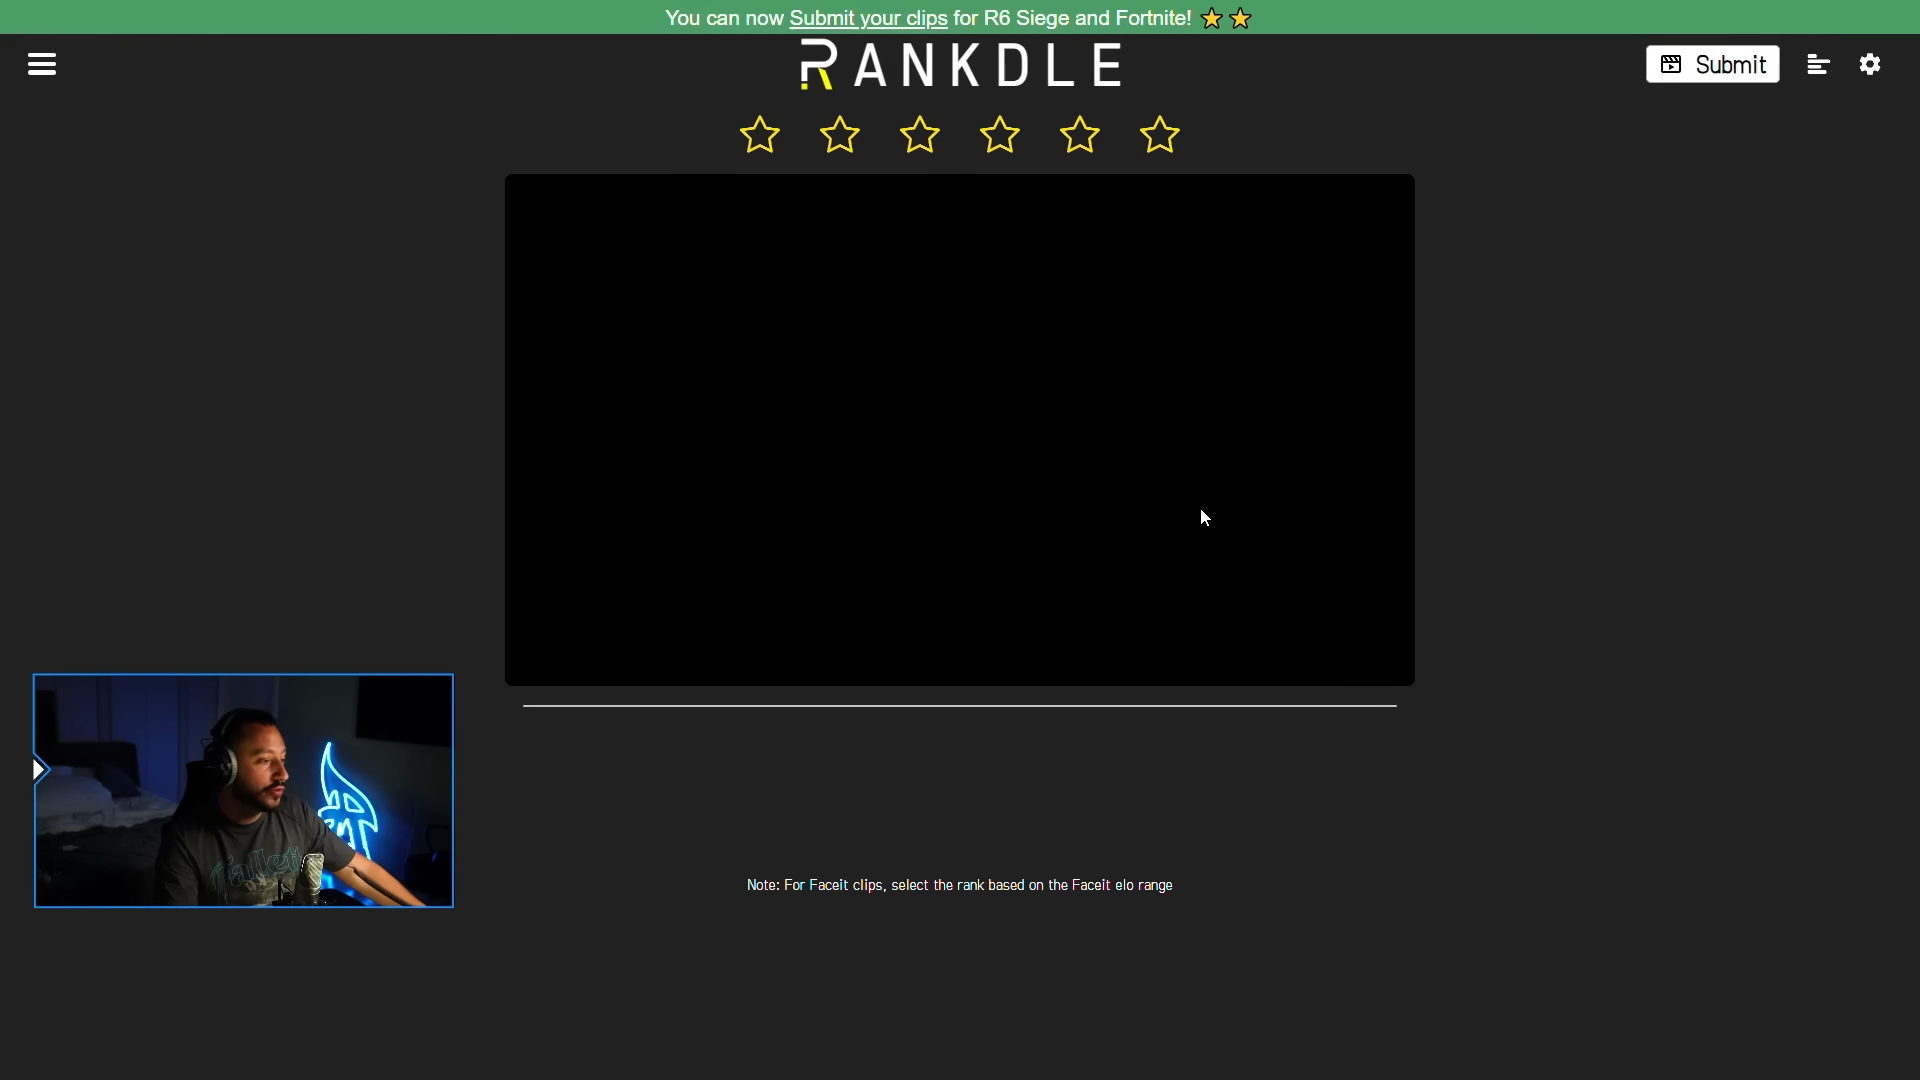 You can now Submit your clips for R6 Siege and Fortnite! ⭐⭐
RANKDLE
Submit
Note: For Faceit clips, select the rank based on the Faceit elo range